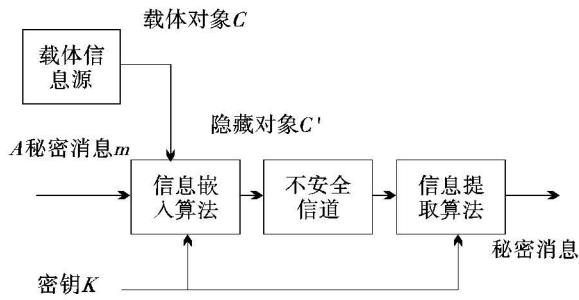 载体对象C
载体信
息源
隐藏对象C'
A秘密消息m
信息嵌
入算法
不安全
信道
信息提
取算法
秘密消息
密钥K